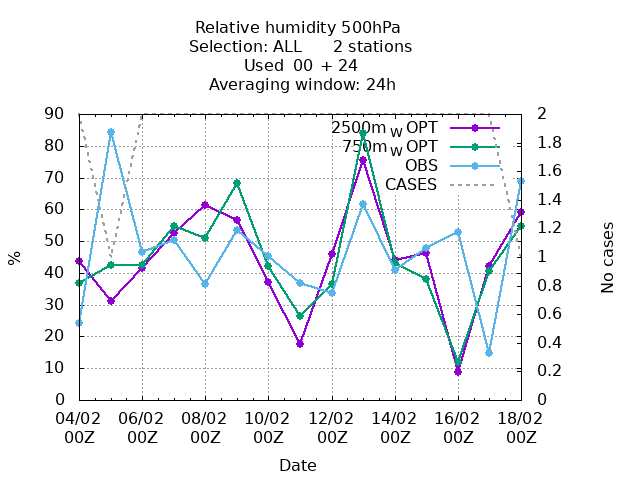 Relative humidity 500hPa
Selection: ALL 2 stations
Used 00 + 24
Averaging window: 24h
90 2
2500m w OPT
80 1.8
750m w OPT
70 OBS 1.6
CASES
60 1.4
50 1.2
% No cases
40 1
30 0.8
0.6
20 0.4
10 0.2
0 0
04/02 06/02 08/02 10/02 12/02 14/02 16/02 18/02
00Z 00Z 00Z 00Z 00Z 00Z 00Z 00Z
Date